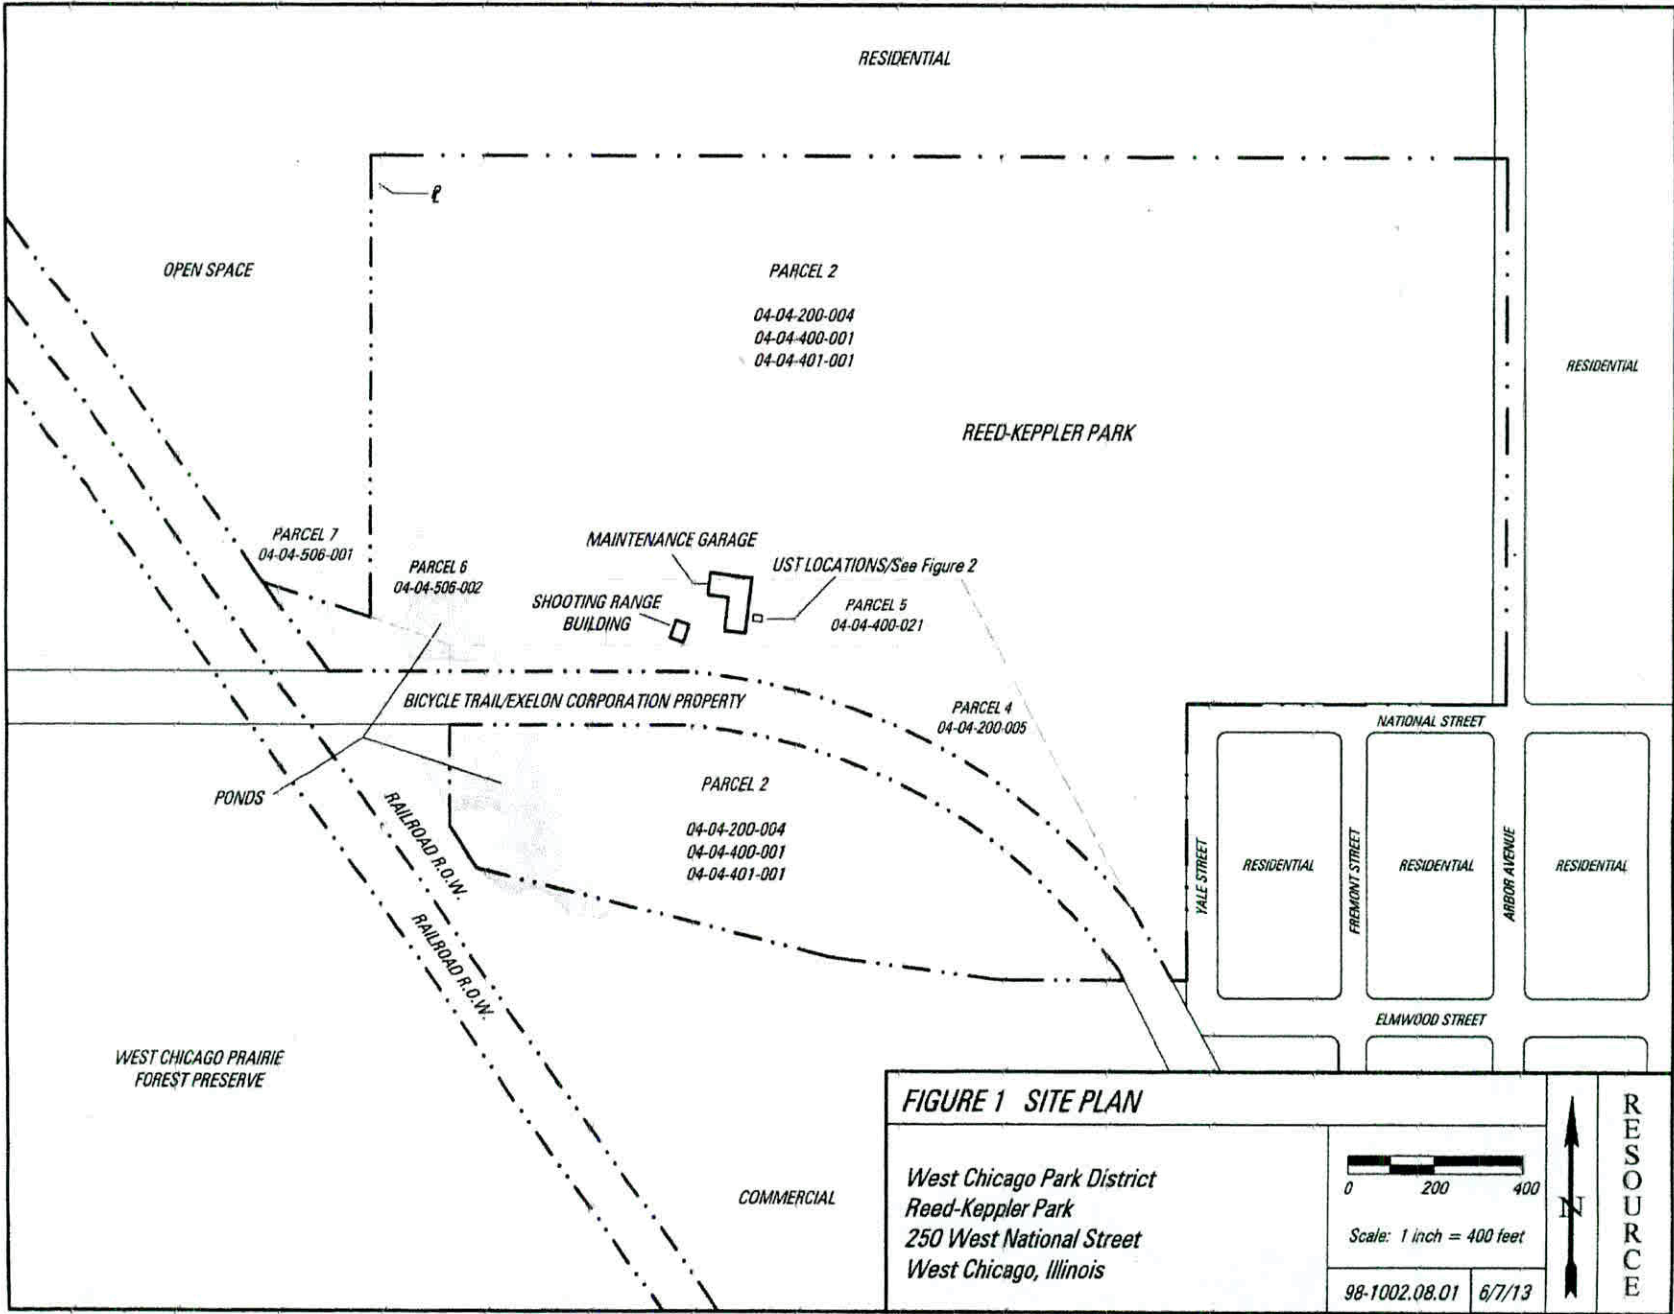 RESIDENTIAL
℄
OPEN SPACE
PARCEL 2
04-04-200-004
04-04-400-001
04-04-401-001
RESIDENTIAL
REED-KEPPLER PARK
PARCEL 7
04-04-506-001
PARCEL 6
04-04-506-002
MAINTENANCE GARAGE
UST LOCATIONS/See Figure 2
SHOOTING RANGE
BUILDING
PARCEL 5
04-04-400-021
BICYCLE TRAIL/EXELON CORPORATION PROPERTY
PARCEL 4
04-04-200-005
NATIONAL STREET
PONDS
PARCEL 2
04-04-200-004
04-04-400-001
04-04-401-001
RAILROAD R.O.W.
RAILROAD R.O.W.
YALE STREET
RESIDENTIAL
FREMONT STREET
RESIDENTIAL
ARBOR AVENUE
RESIDENTIAL
ELMWOOD STREET
WEST CHICAGO PRAIRIE
FOREST PRESERVE
COMMERCIAL
FIGURE 1 SITE PLAN
West Chicago Park District
Reed-Keppler Park
250 West National Street
West Chicago, Illinois
0 200 400
Scale: 1 inch = 400 feet
98-1002.08.01 6/7/13
N
RESOURCE